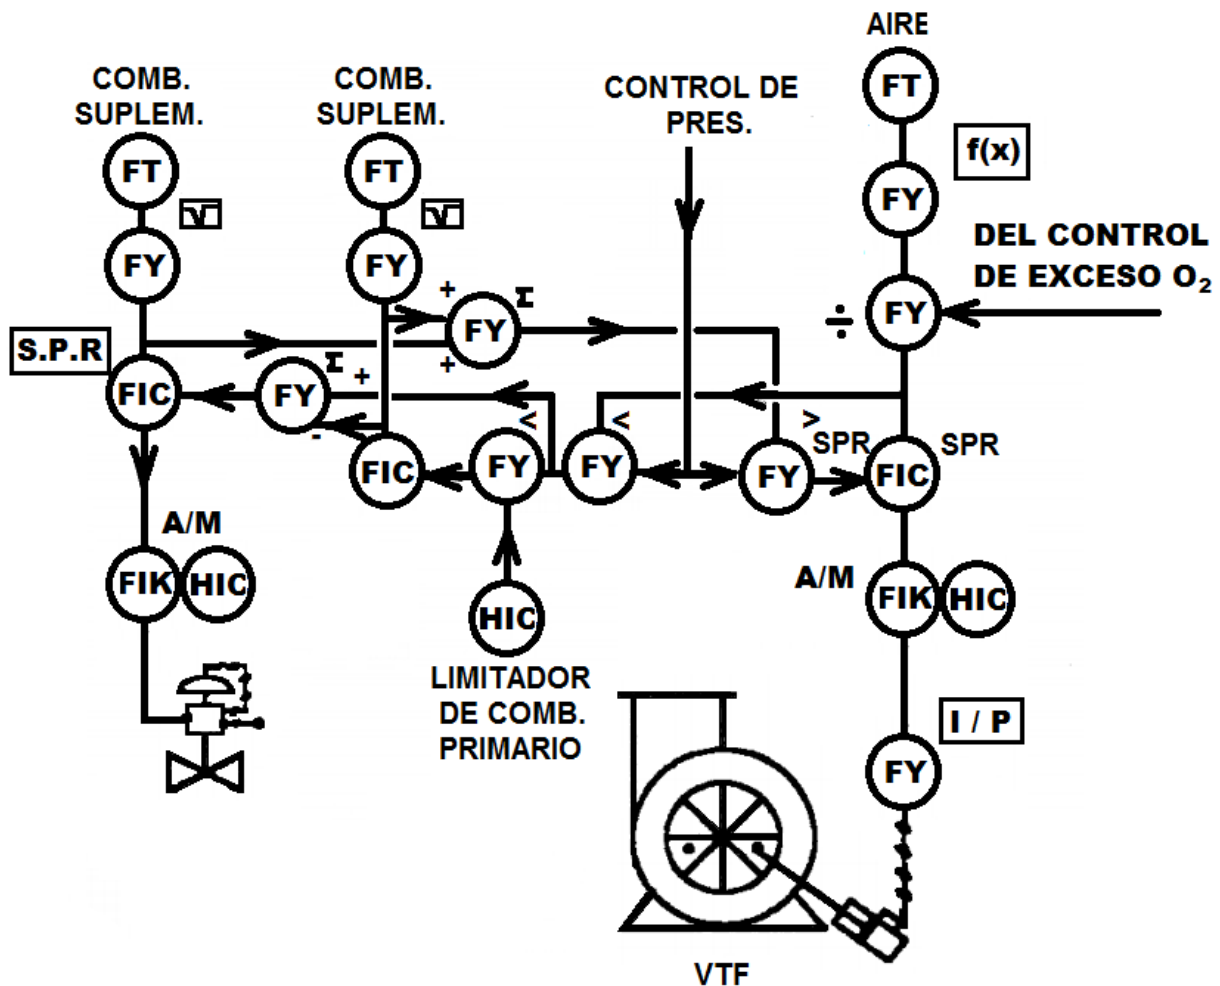 AIRE
COMB.
SUPLEM.
COMB.
SUPLEM.
CONTROL DE
PRES.
FT
f(x)
FT
FT
FY
√
√
DEL CONTROL
DE EXCESO O₂
FY
FY
+
Σ
FY
÷
FY
S.P.R
+
Σ
+
FIC
FY
<
<
>
-
SPR
SPR
FIC
FY
FY
FY
FIC
A/M
A/M
FIK
HIC
FIK
HIC
HIC
LIMITADOR
DE COMB.
PRIMARIO
I / P
FY
VTF